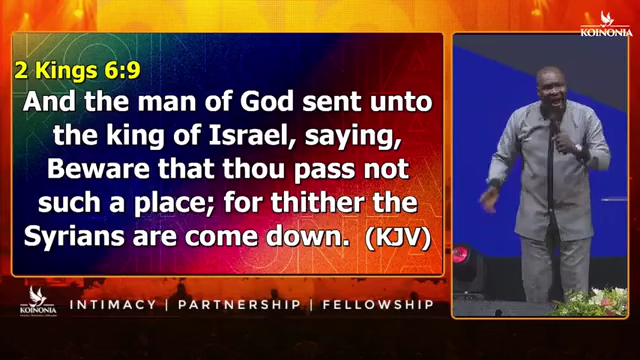 KOINONIA
2 Kings 6:9
And the man of God sent unto
the king of Israel, saying,
Beware that thou pass not
such a place; for thither the
Syrians are come down. (KJV)
KOINONIA
INTIMACY | PARTNERSHIP | FELLOWSHIP